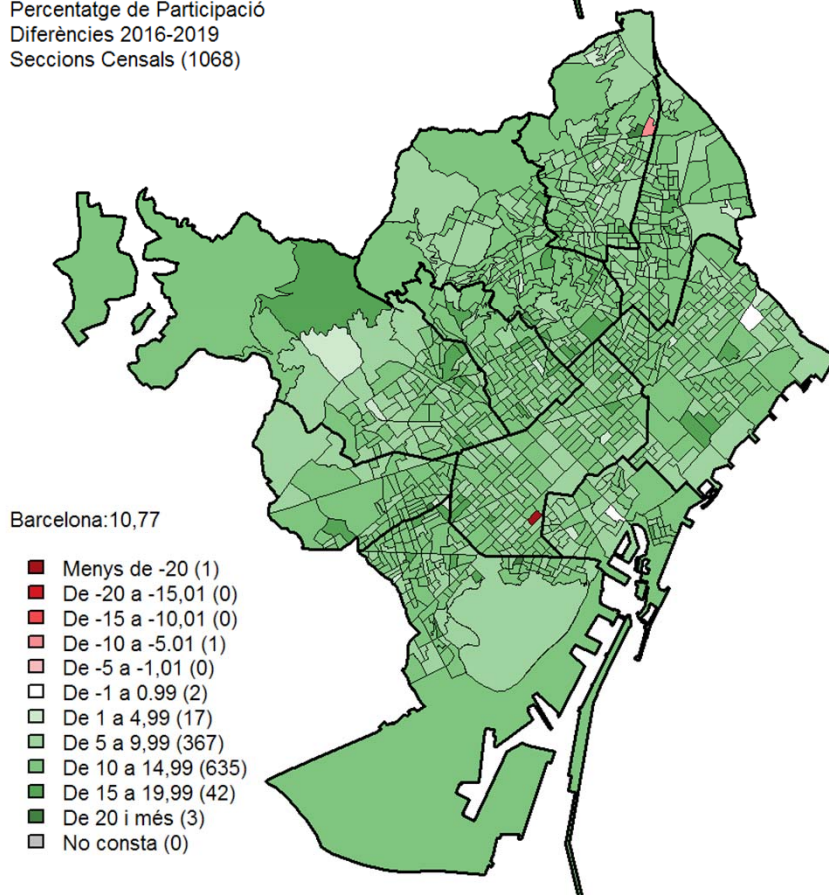 Percentatge de Participació
Diferències 2016-2019
Seccions Censals (1068)
Barcelona:10,77
Menys de -20 (1)
De -20 a -15,01 (0)
De -15 a -10,01 (0)
De -10 a -5.01 (1)
De -5 a -1,01 (0)
De -1 a 0.99 (2)
De 1 a 4,99 (17)
De 5 a 9,99 (367)
De 10 a 14,99 (635)
De 15 a 19,99 (42)
De 20 i més (3)
No consta (0)